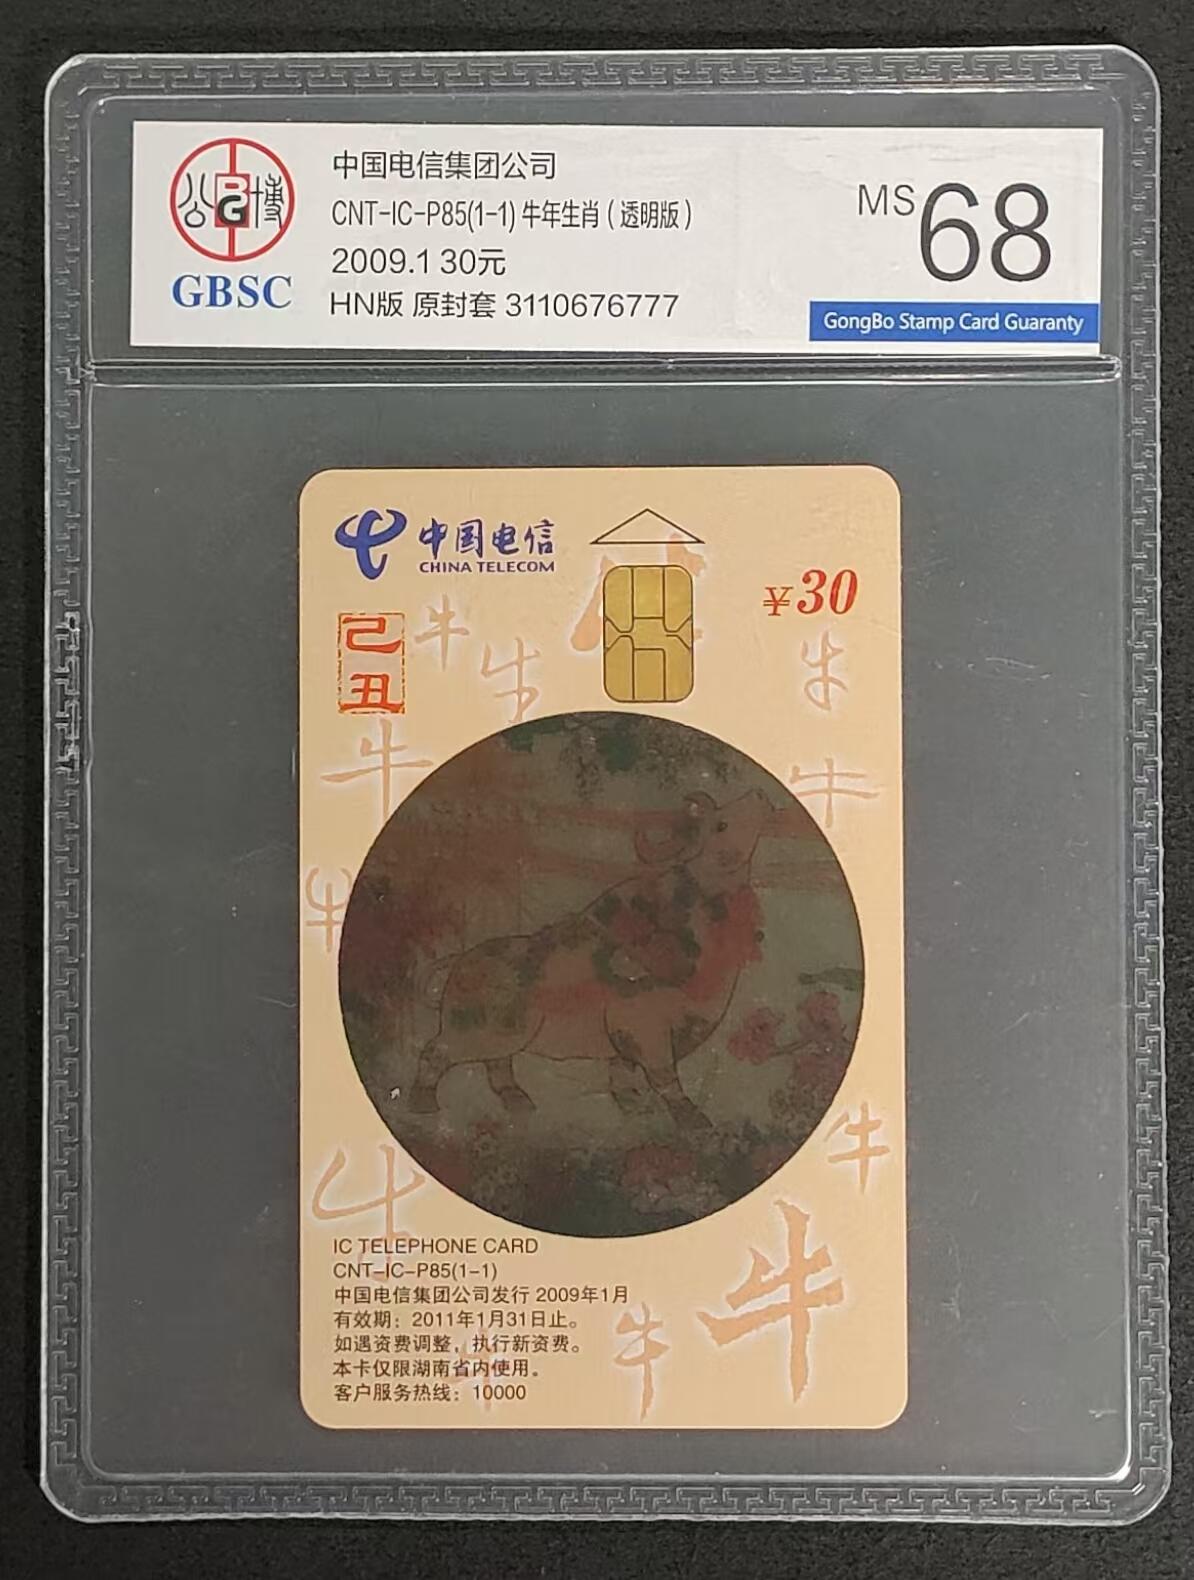 公 BG 博
GBSC
中国电信集团公司
CNT-IC-P85(1-1) 牛年生肖（透明版）
2009.1 30元
HN版 原封套 3110676777
MS 68
GongBo Stamp Card Guaranty
中国电信
CHINA TELECOM
¥30
己丑
牛
牛
牛
牛
牛
牛
牛
牛
牛
牛
IC TELEPHONE CARD
CNT-IC-P85(1-1)
中国电信集团公司发行 2009年1月
有效期：2011年1月31日止。
如遇资费调整，执行新资费。
本卡仅限湖南省内使用。
客户服务热线：10000